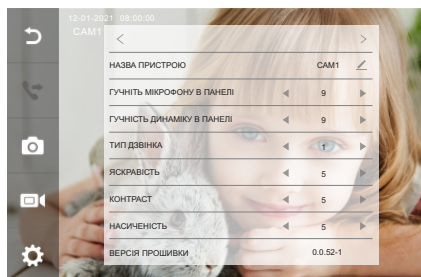 12-01-2021 08:00:00
CAM1
НАЗВА ПРИСТРОЮ CAM1
ГУЧНІТЬ МІКРОФОНУ В ПАНЕЛІ 9
ГУЧНІСТЬ ДИНАМІКУ В ПАНЕЛІ 9
ТИП ДЗВІНКА 1
ЯСКРАВІСТЬ 5
КОНТРАСТ 5
НАСИЧЕНІСТЬ 5
ВЕРСІЯ ПРОШИВКИ 0.0.52-1